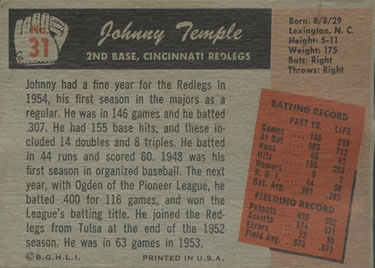 NO.
31
Johnny Temple
2ND BASE, CINCINNATI REDLEGS
Born: 8/8/29
Lexington, N. C.
Height: 5-11
Weight: 175
Bats: Right
Throws: Right
Johnny had a fine year for the Redlegs in
1954, his first season in the majors as a
regular. He was in 146 games and he batted
.307. He had 155 base hits, and these in-
cluded 14 doubles and 8 triples. He batted
in 44 runs and scored 60. 1948 was his
first season in organized baseball. The next
year, with Ogden of the Pioneer League, he
batted .400 for 116 games, and won the
League's batting title. He joined the Red-
legs from Tulsa at the end of the 1952
season. He was in 63 games in 1953.
©B.G.H.L.I. PRINTED IN U.S.A.
BATTING RECORD
PAST YR. LIFE
Games
At Bat
Runs
Hits
Homers
R. B. I.
Bat. Avg. .307
FIELDING RECORD
Putouts
Assists
Errors
Field Avg.